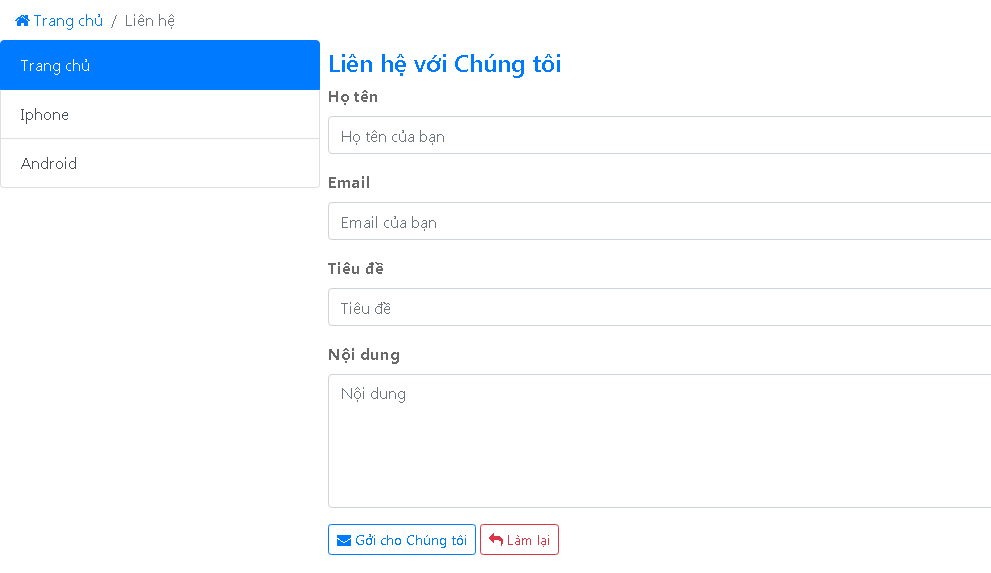 Trang chủ / Liên hệ
Trang chủ
Iphone
Android
Liên hệ với Chúng tôi
Họ tên
Họ tên của bạn
Email
Email của bạn
Tiêu đề
Tiêu đề
Nội dung
Nội dung
Gởi cho Chúng tôi
Làm lại